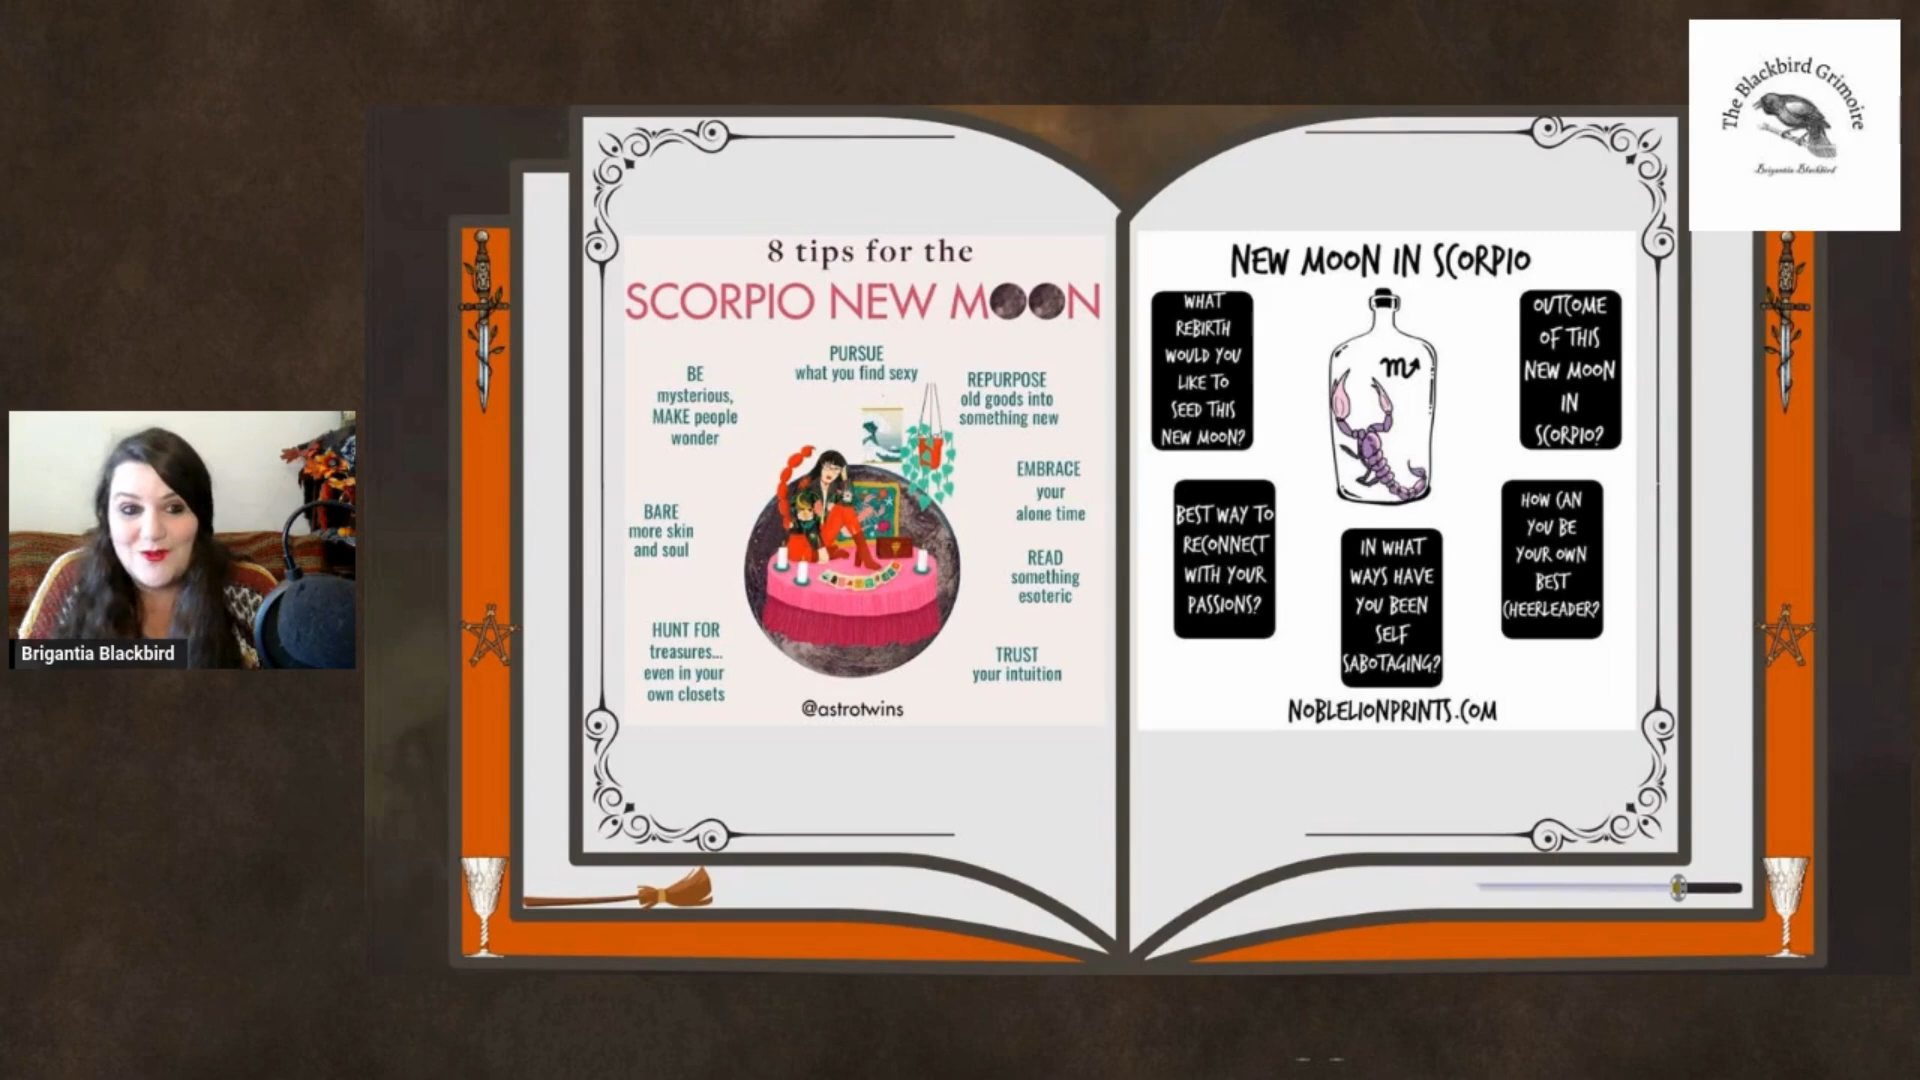 The Blackbird Grimoire
Brigantia Blackbird
8 tips for the
SCORPIO NEW MOON
PURSUE
what you find sexy
BE
mysterious,
MAKE people
wonder
REPURPOSE
old goods into
something new
EMBRACE
your
alone time
BARE
more skin
and soul
READ
something
esoteric
HUNT FOR
treasures...
even in your
own closets
TRUST
your intuition
@astrotwins
NEW MOON IN SCORPIO
WHAT
REBIRTH
WOULD YOU
LIKE TO
SEED THIS
NEW MOON?
OUTCOME
OF THIS
NEW MOON
IN
SCORPIO?
BEST WAY TO
RECONNECT
WITH YOUR
PASSIONS?
IN WHAT
WAYS HAVE
YOU BEEN
SELF
SABOTAGING?
HOW CAN
YOU BE
YOUR OWN
BEST
CHEERLEADER?
NOBLELIONPRINTS.COM
Brigantia Blackbird